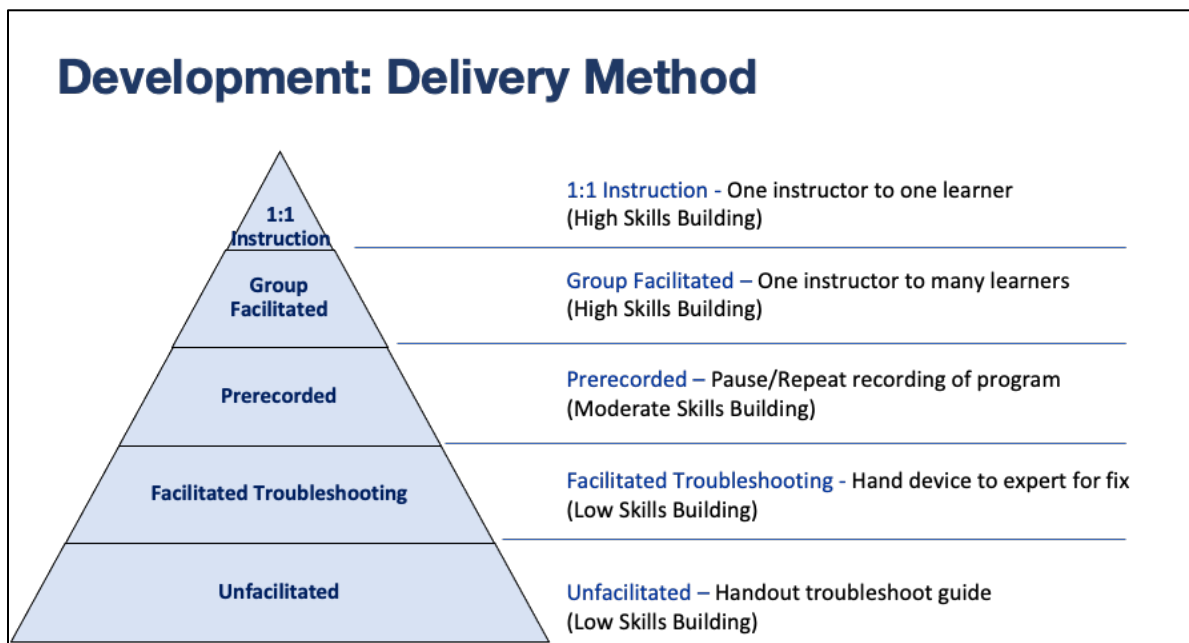 Development: Delivery Method
1:1
Instruction
1:1 Instruction - One instructor to one learner
(High Skills Building)
Group
Facilitated
Group Facilitated – One instructor to many learners
(High Skills Building)
Prerecorded
Prerecorded – Pause/Repeat recording of program
(Moderate Skills Building)
Facilitated Troubleshooting
Facilitated Troubleshooting - Hand device to expert for fix
(Low Skills Building)
Unfacilitated
Unfacilitated – Handout troubleshoot guide
(Low Skills Building)